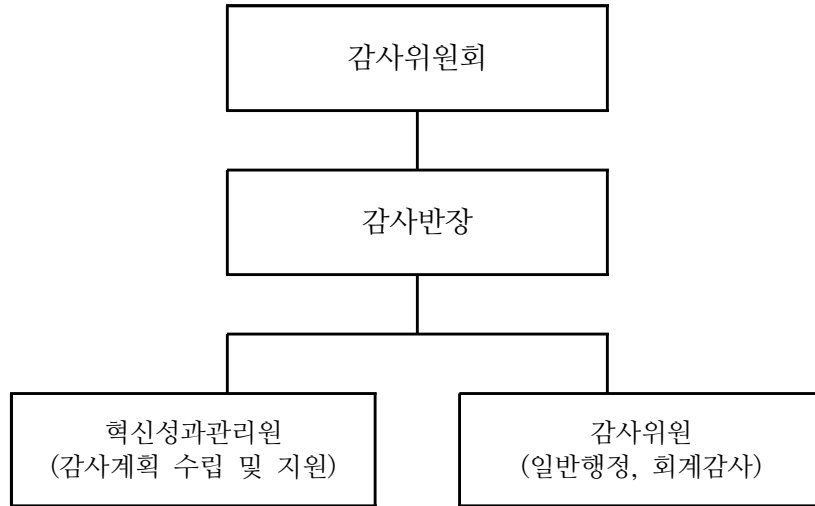 감사위원회
감사반장
혁신성과관리원
(감사계획 수립 및 지원)
감사위원
(일반행정, 회계감사)